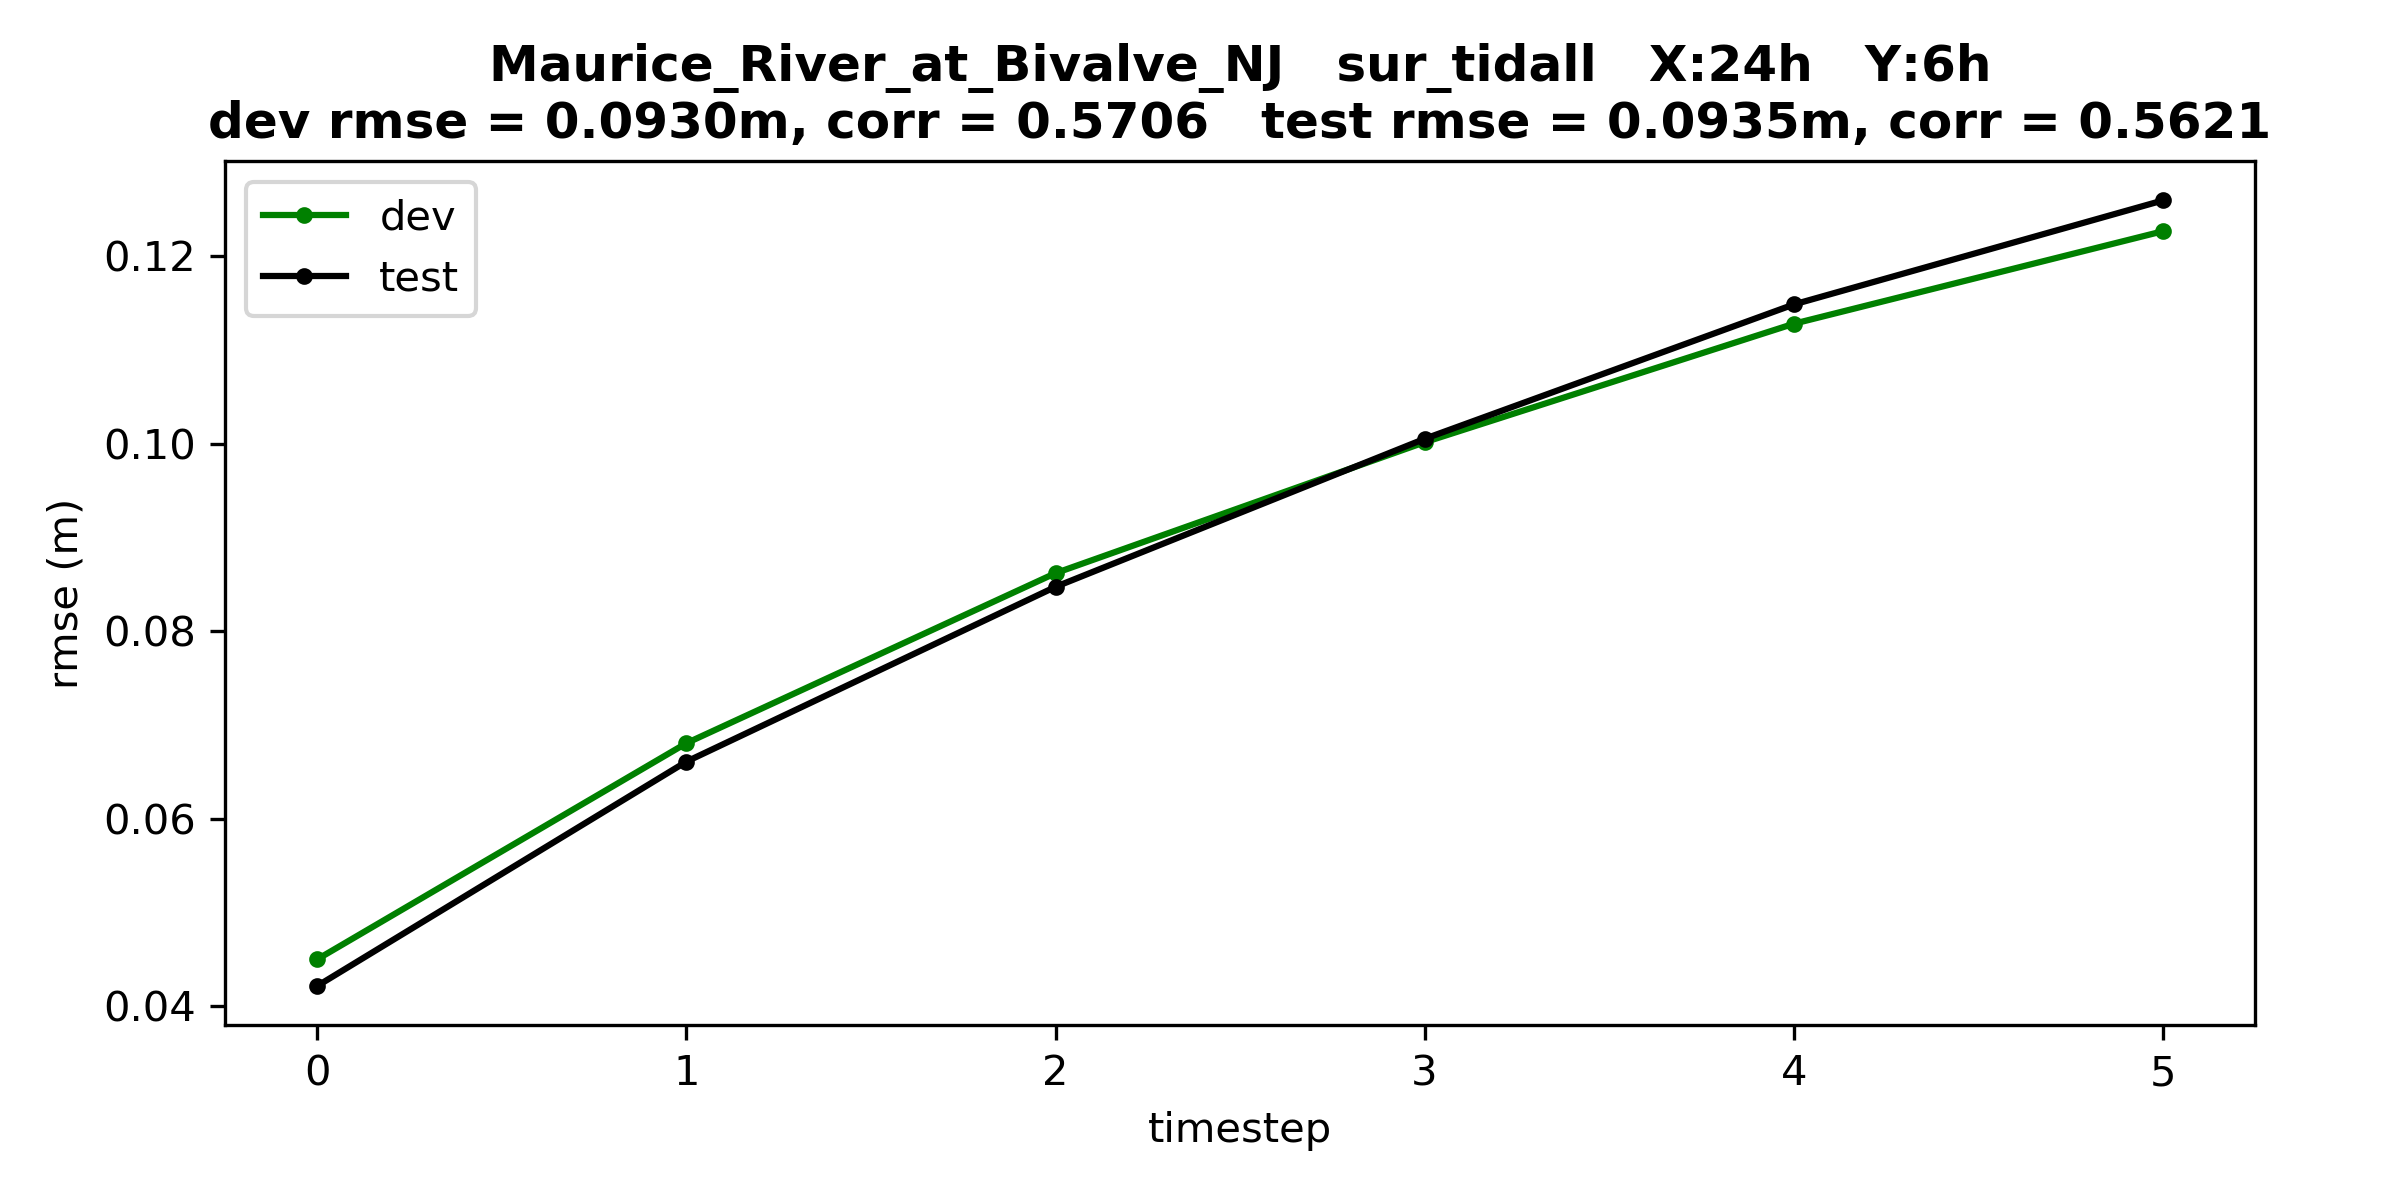 Maurice_River_at_Bivalve_NJ   sur_tidall   X:24h   Y:6h
dev rmse = 0.0930m, corr = 0.5706   test rmse = 0.0935m, corr = 0.5621
dev
test
0.12
0.10
0.08
0.06
0.04
rmse (m)
0 1 2 3 4 5
timestep